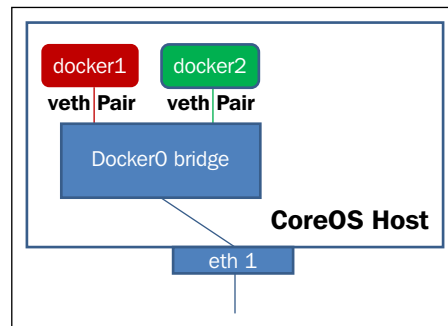 docker1 docker2
veth Pair veth Pair
Docker0 bridge
CoreOS Host
eth 1